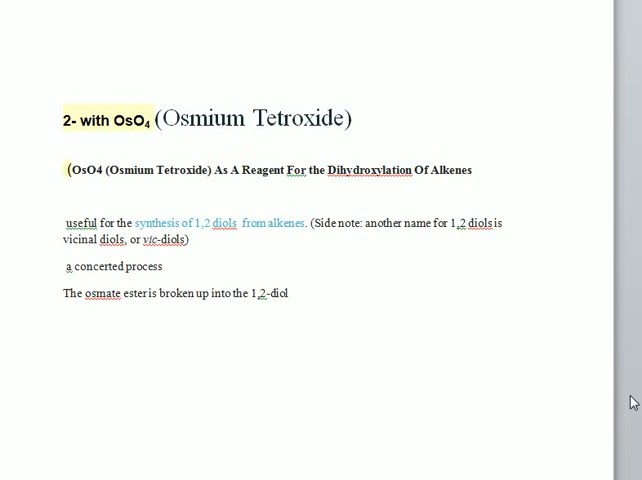 2- with OsO₄ (Osmium Tetroxide)
(OsO4 (Osmium Tetroxide) As A Reagent For the Dihydroxylation Of Alkenes
useful for the synthesis of 1,2 diols from alkenes. (Side note: another name for 1,2 diols is
vicinal diols, or vic-diols)
a concerted process
The osmate ester is broken up into the 1,2-diol